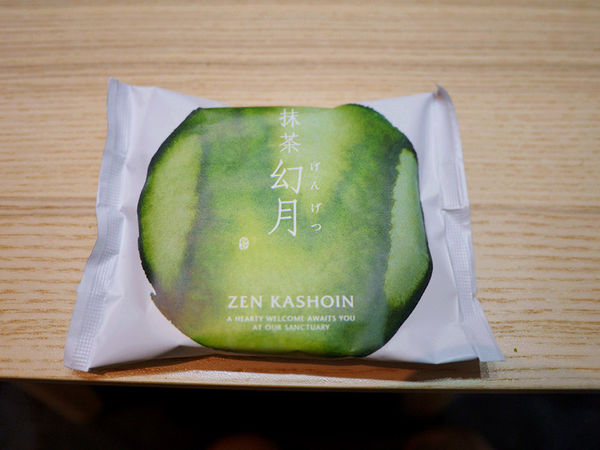 抹茶
幻月
げんげつ
ZEN KASHOIN
A HEARTY WELCOME AWAITS YOU
AT OUR SANCTUARY